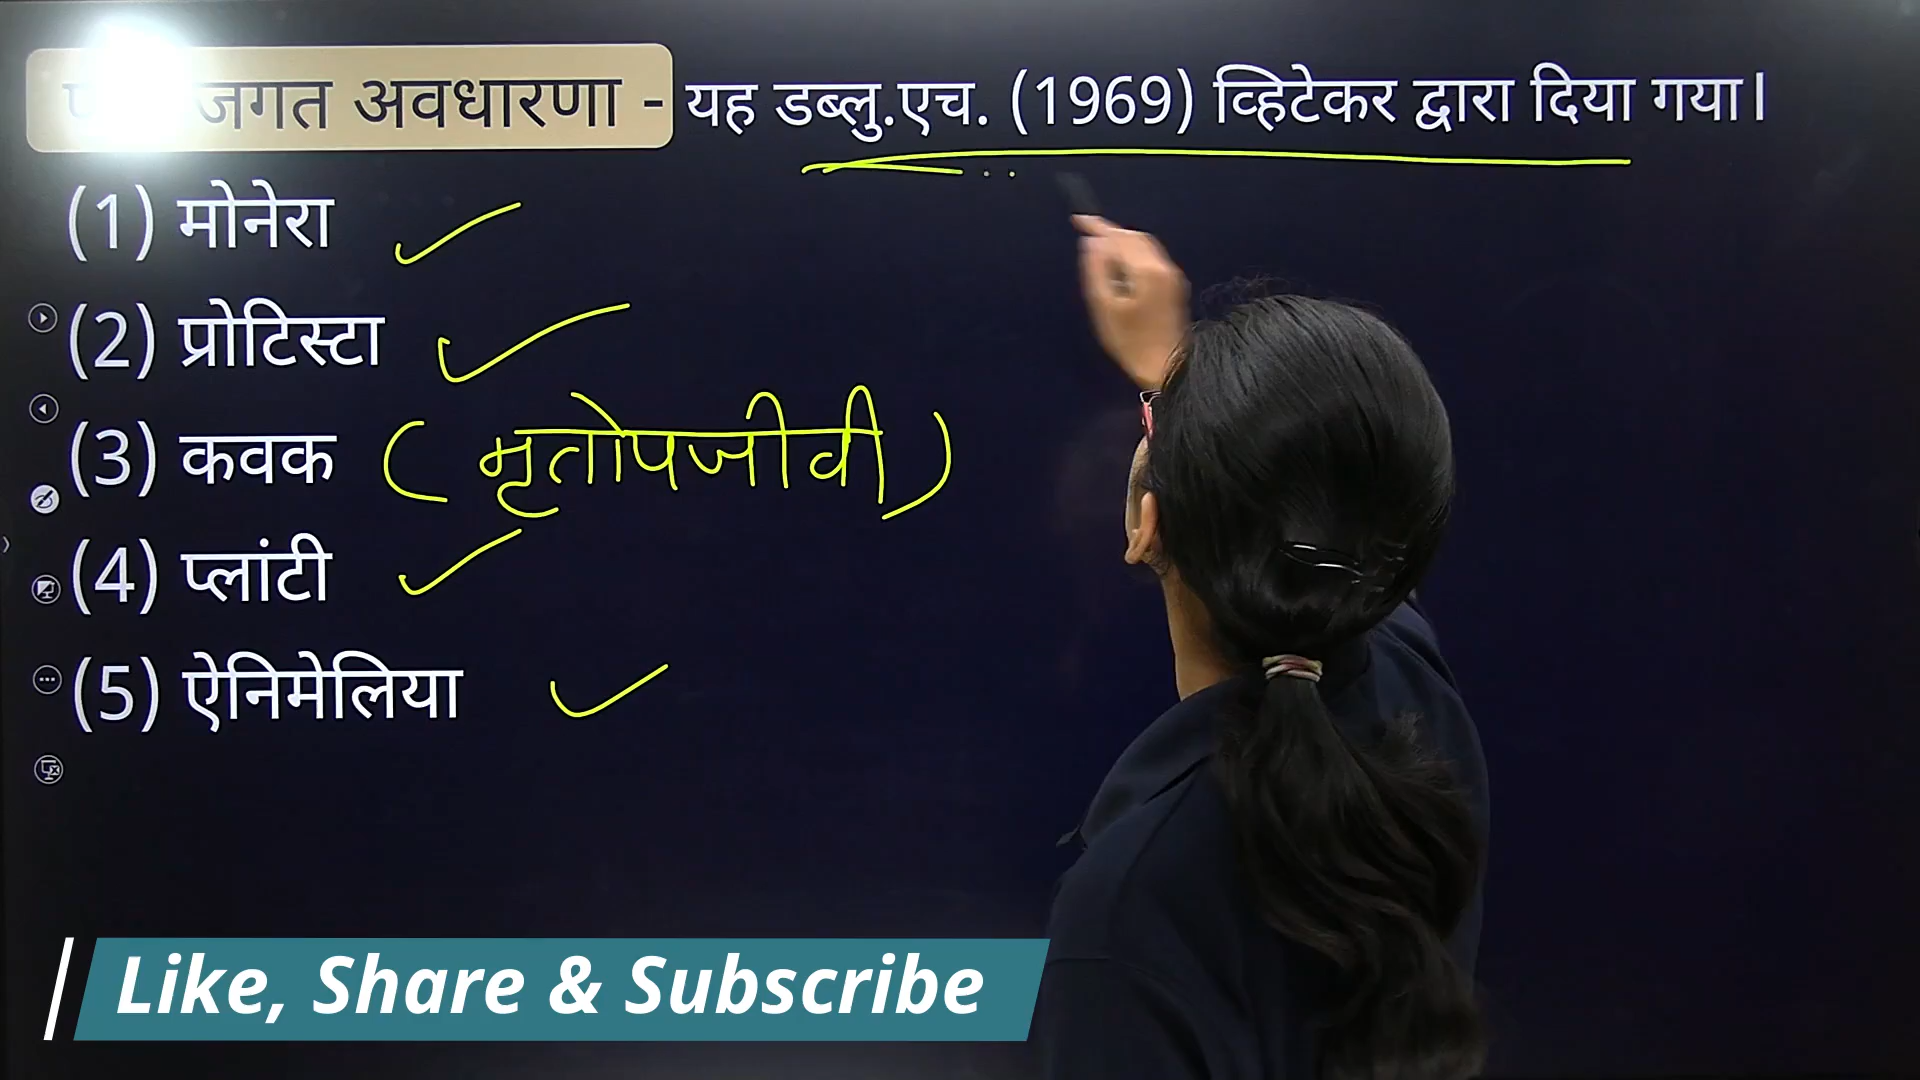 जगत अवधारणा - यह डब्लु.एच. (1969) व्हिटेकर द्वारा दिया गया।
(1) मोनेरा
(2) प्रोटिस्टा
(3) कवक ( मृतोपजीवी )
(4) प्लांटी
(5) ऐनिमेलिया
Like, Share & Subscribe